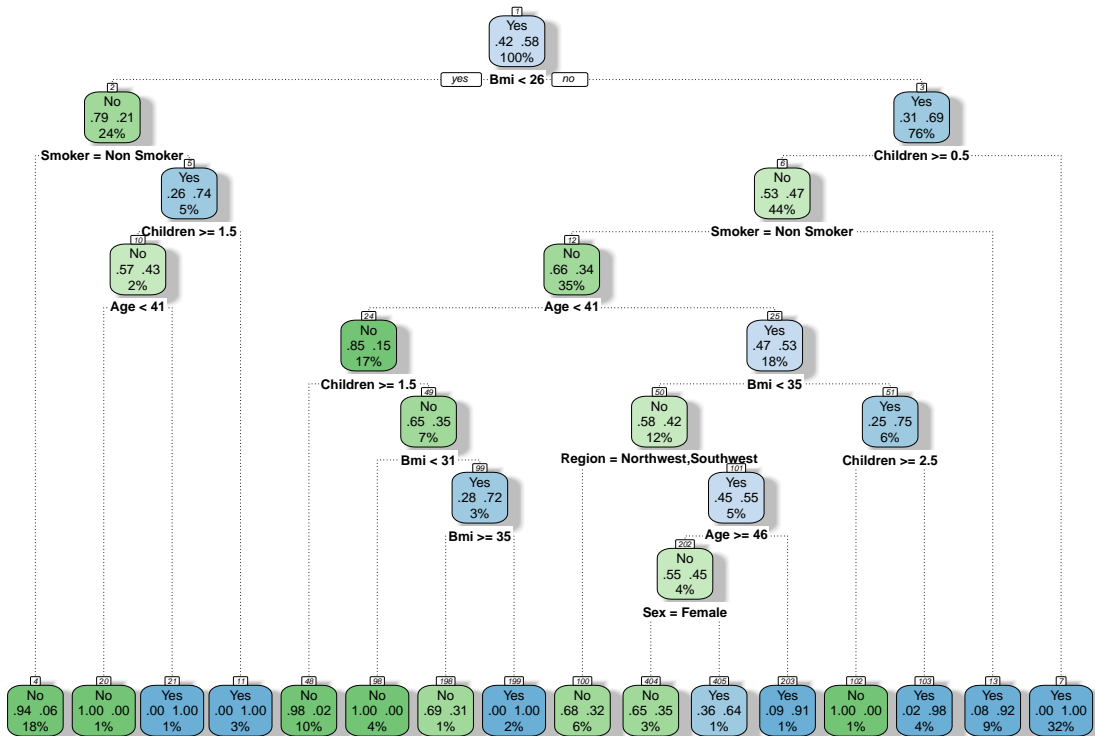 1
Yes
.42 .58
100%
yes
Bmi < 26
no
2
No
.79 .21
24%
Smoker = Non Smoker
3
Yes
.31 .69
76%
Children >= 0.5
5
Yes
.26 .74
5%
Children >= 1.5
6
No
.53 .47
44%
Smoker = Non Smoker
10
No
.57 .43
2%
Age < 41
12
No
.66 .34
35%
Age < 41
24
No
.85 .15
17%
Children >= 1.5
25
Yes
.47 .53
18%
Bmi < 35
49
No
.65 .35
7%
Bmi < 31
50
No
.58 .42
12%
Region = Northwest,Southwest
51
Yes
.25 .75
6%
Children >= 2.5
99
Yes
.28 .72
3%
Bmi >= 35
101
Yes
.45 .55
5%
Age >= 46
202
No
.55 .45
4%
Sex = Female
4
No
.94 .06
18%
20
No
1.00 .00
1%
21
Yes
.00 1.00
1%
11
Yes
.00 1.00
3%
48
No
.98 .02
10%
98
No
1.00 .00
4%
198
No
.69 .31
1%
199
Yes
.00 1.00
2%
100
No
.68 .32
6%
404
No
.65 .35
3%
405
Yes
.36 .64
1%
203
Yes
.09 .91
1%
102
No
1.00 .00
1%
103
Yes
.02 .98
4%
13
Yes
.08 .92
9%
7
Yes
.00 1.00
32%